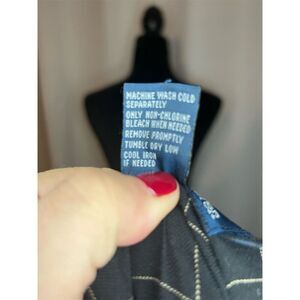 MACHINE WASH COLD
SEPARATELY
ONLY NON-CHLORINE
BLEACH WHEN NEEDED
REMOVE PROMPTLY
TUMBLE DRY LOW
COOL IRON
IF NEEDED